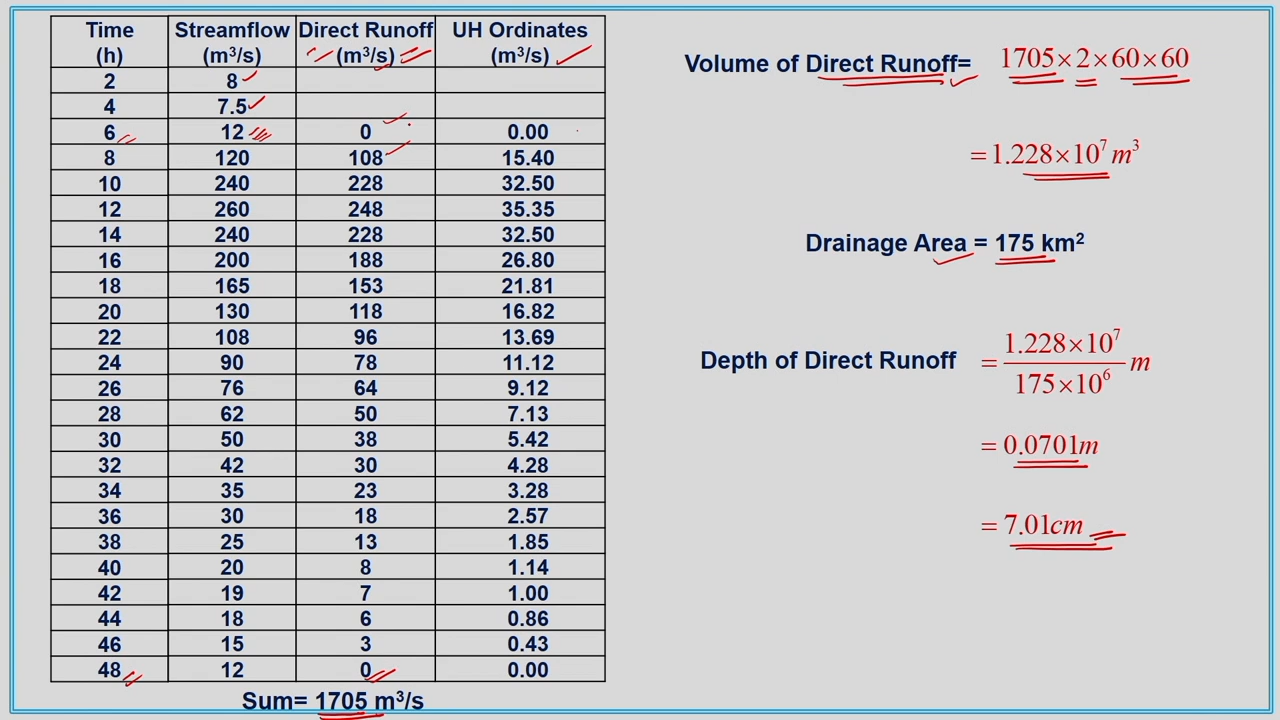 Time (h) Streamflow (m³/s) Direct Runoff (m³/s) UH Ordinates (m³/s)
2 8
4 7.5
6 12 0 0.00
8 120 108 15.40
10 240 228 32.50
12 260 248 35.35
14 240 228 32.50
16 200 188 26.80
18 165 153 21.81
20 130 118 16.82
22 108 96 13.69
24 90 78 11.12
26 76 64 9.12
28 62 50 7.13
30 50 38 5.42
32 42 30 4.28
34 35 23 3.28
36 30 18 2.57
38 25 13 1.85
40 20 8 1.14
42 19 7 1.00
44 18 6 0.86
46 15 3 0.43
48 12 0 0.00
Sum= 1705 m³/s
Volume of Direct Runoff= 1705×2×60×60
= 1.228×10⁷ m³
Drainage Area = 175 km²
Depth of Direct Runoff = 1.228×10⁷ / 175×10⁶ m
= 0.0701m
= 7.01cm